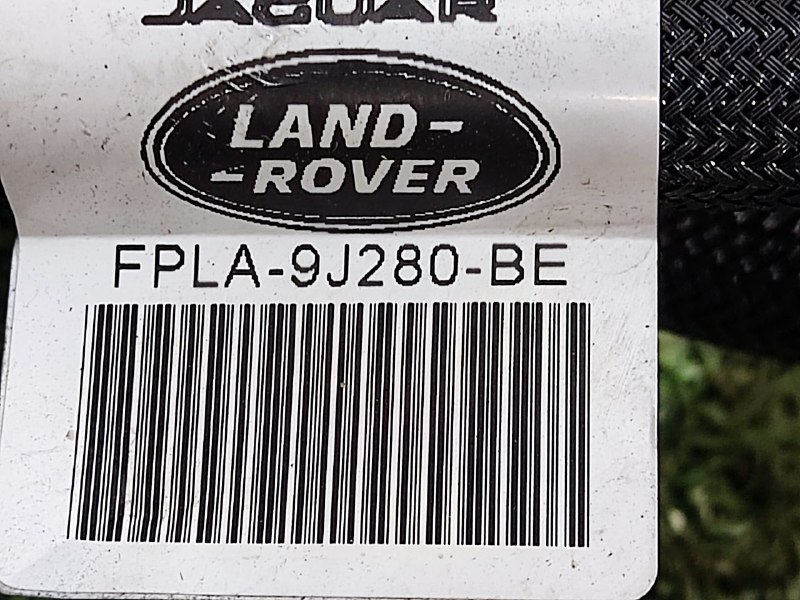 JAGUAR
LAND-
-ROVER
FPLA-9J280-BE